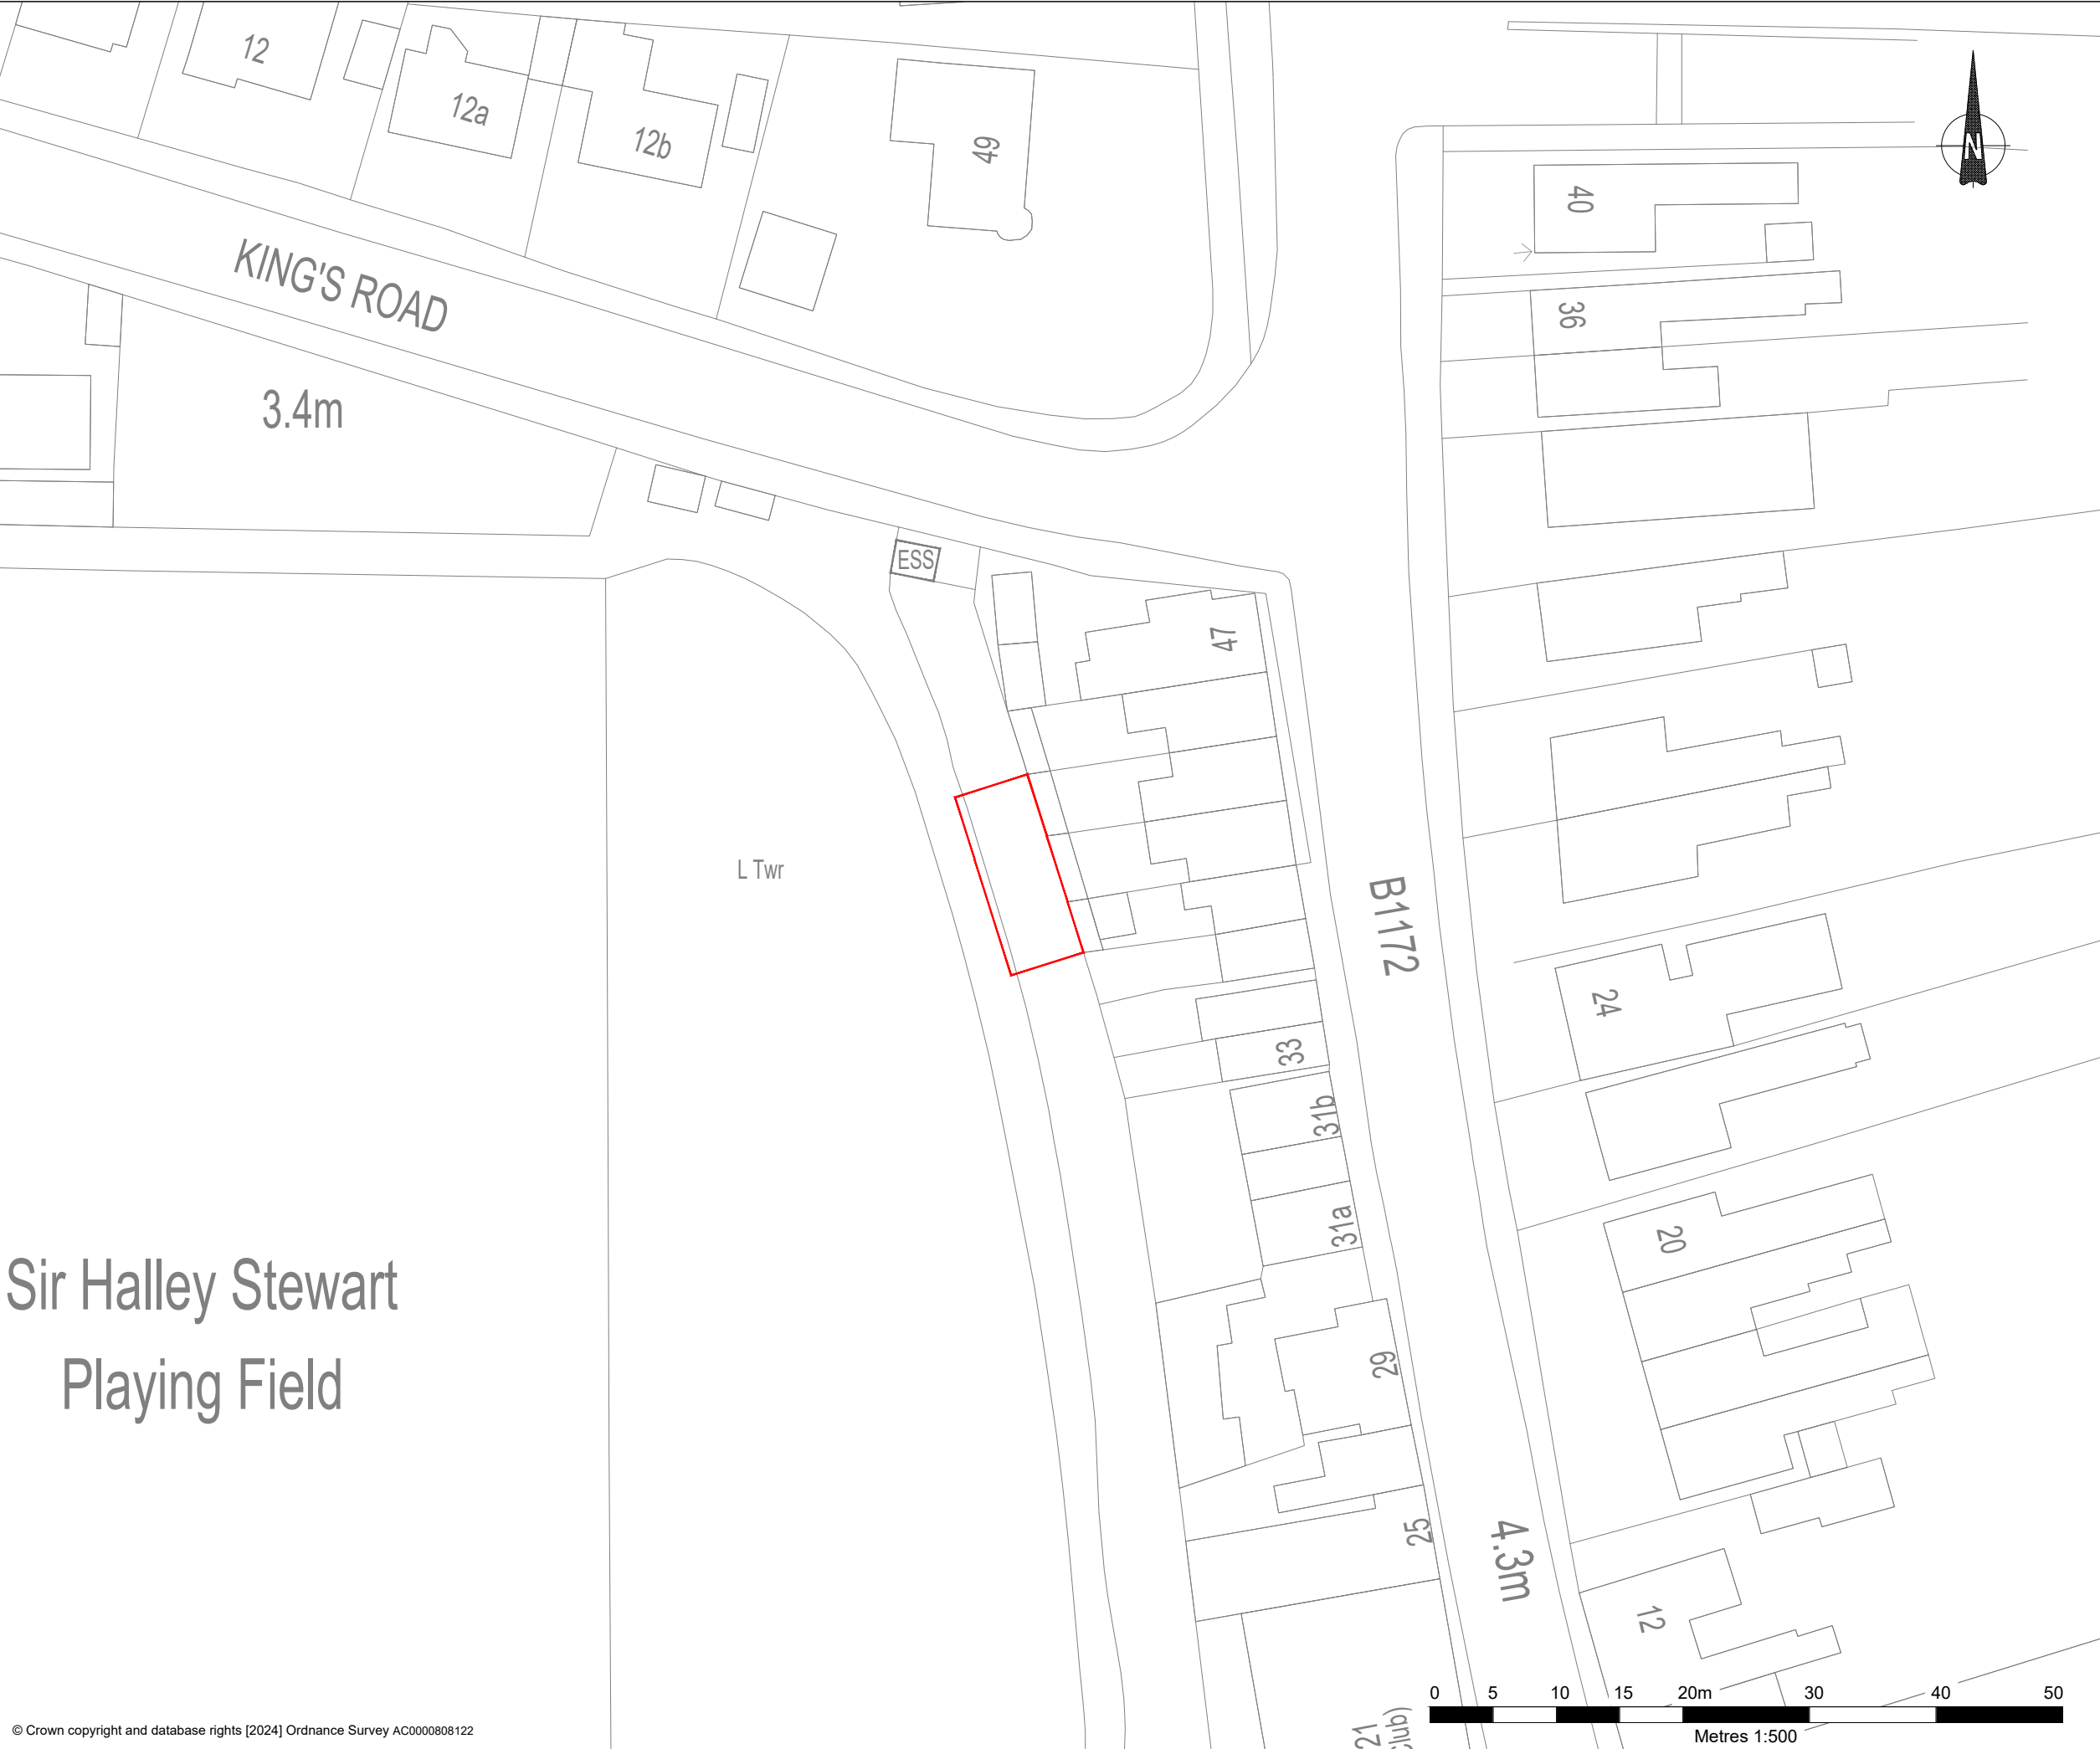 12
12a
12b
49
N
40
KING'S ROAD
36
3.4m
ESS
47
L Twr
B1172
24
33
31b
31a
20
Sir Halley Stewart
Playing Field
29
25
4.3m
12
21
0 5 10 15 20m 30 40 50
Metres 1:500
© Crown copyright and database rights [2024] Ordnance Survey AC0000808122